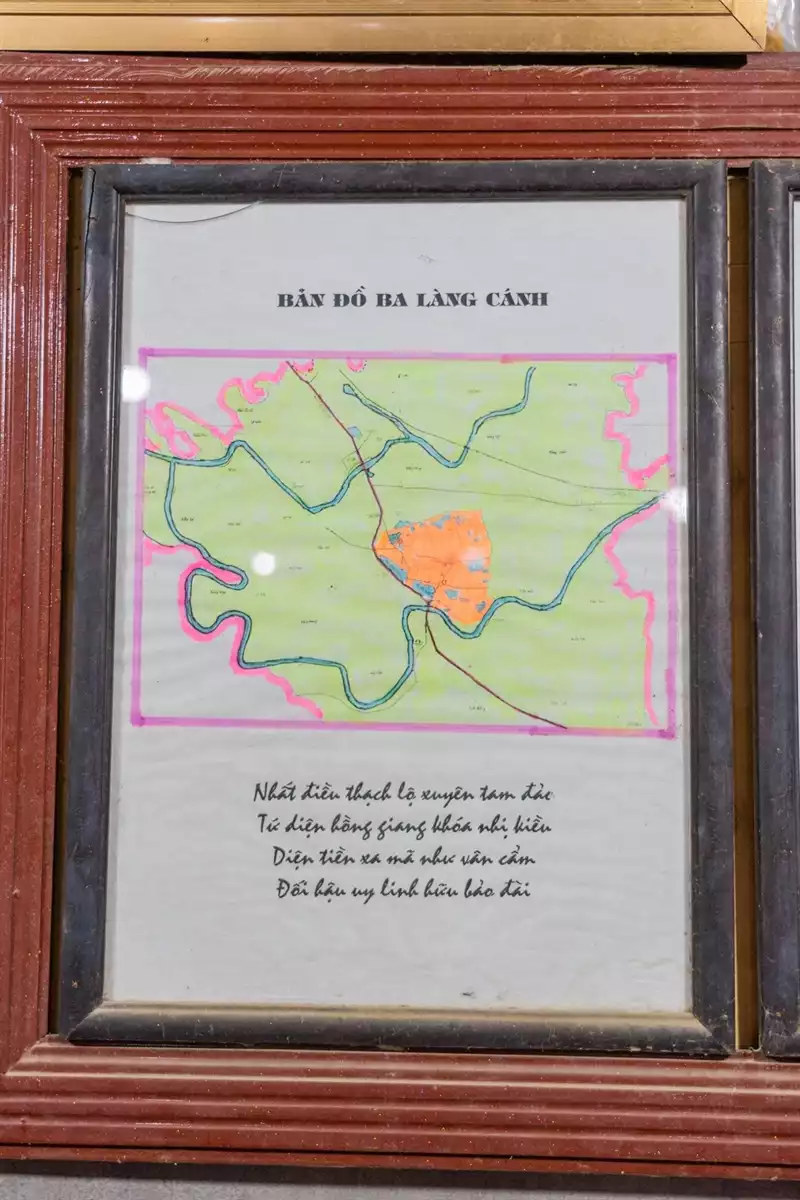 BẢN ĐỒ BA LÀNG CÁNH
Nhất điều thạch lộ xuyên tam đảo
Tứ diện hồng giang khóa nhị kiều
Diện tiền xa mã như vân cẩm
Đối hậu uy linh hữu bảo đài